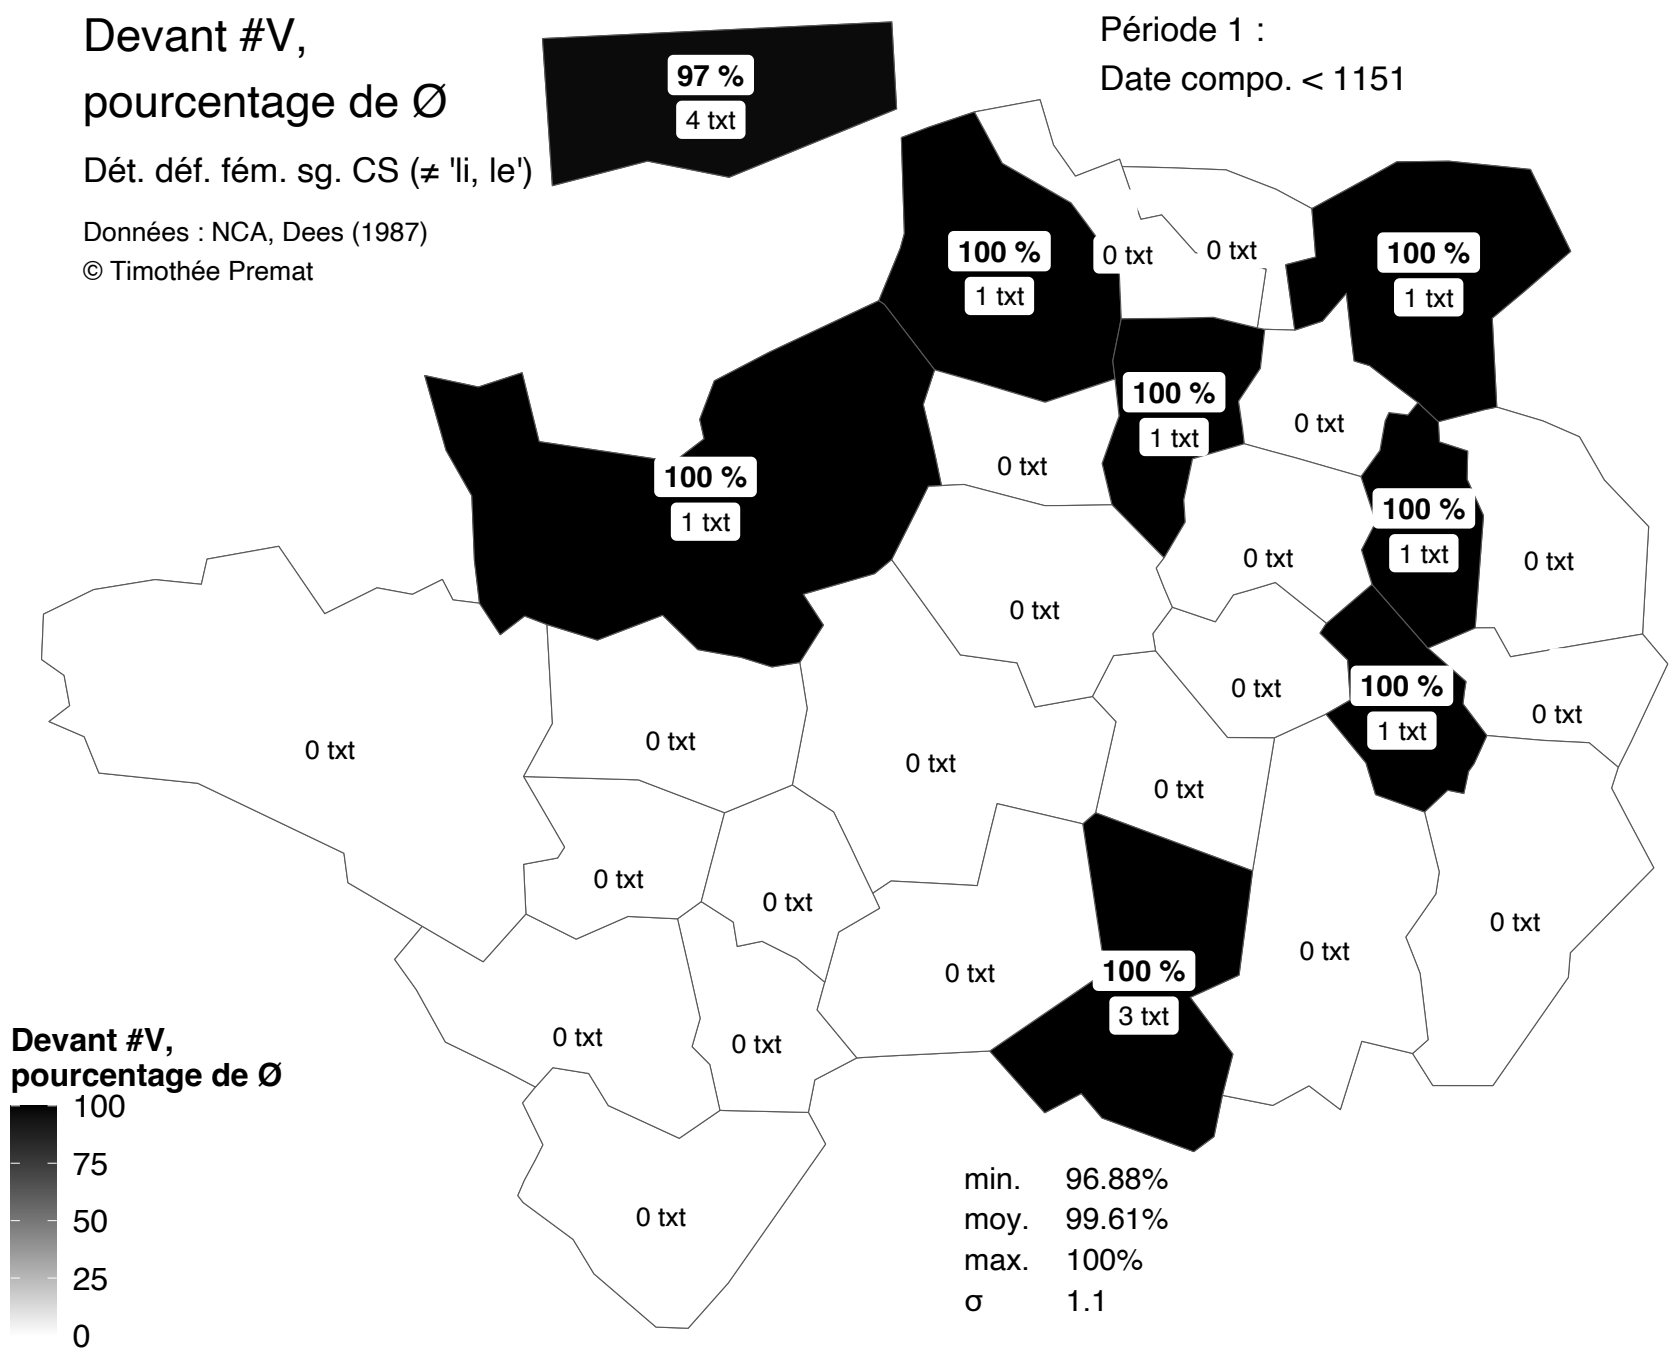 Devant #V,
pourcentage de Ø
Dét. déf. fém. sg. CS (≠ 'li, le')
Données : NCA, Dees (1987)
© Timothée Premat
Période 1 :
Date compo. < 1151
97 %
4 txt
100 %
1 txt
0 txt
0 txt
100 %
1 txt
100 %
1 txt
0 txt
0 txt
100 %
1 txt
100 %
1 txt
0 txt
0 txt
0 txt
0 txt
100 %
1 txt
0 txt
0 txt
0 txt
0 txt
0 txt
0 txt
0 txt
0 txt
0 txt
0 txt
100 %
3 txt
0 txt
0 txt
0 txt
0 txt
Devant #V,
pourcentage de Ø
100
75
50
25
0
min. 96.88%
moy. 99.61%
max. 100%
σ 1.1